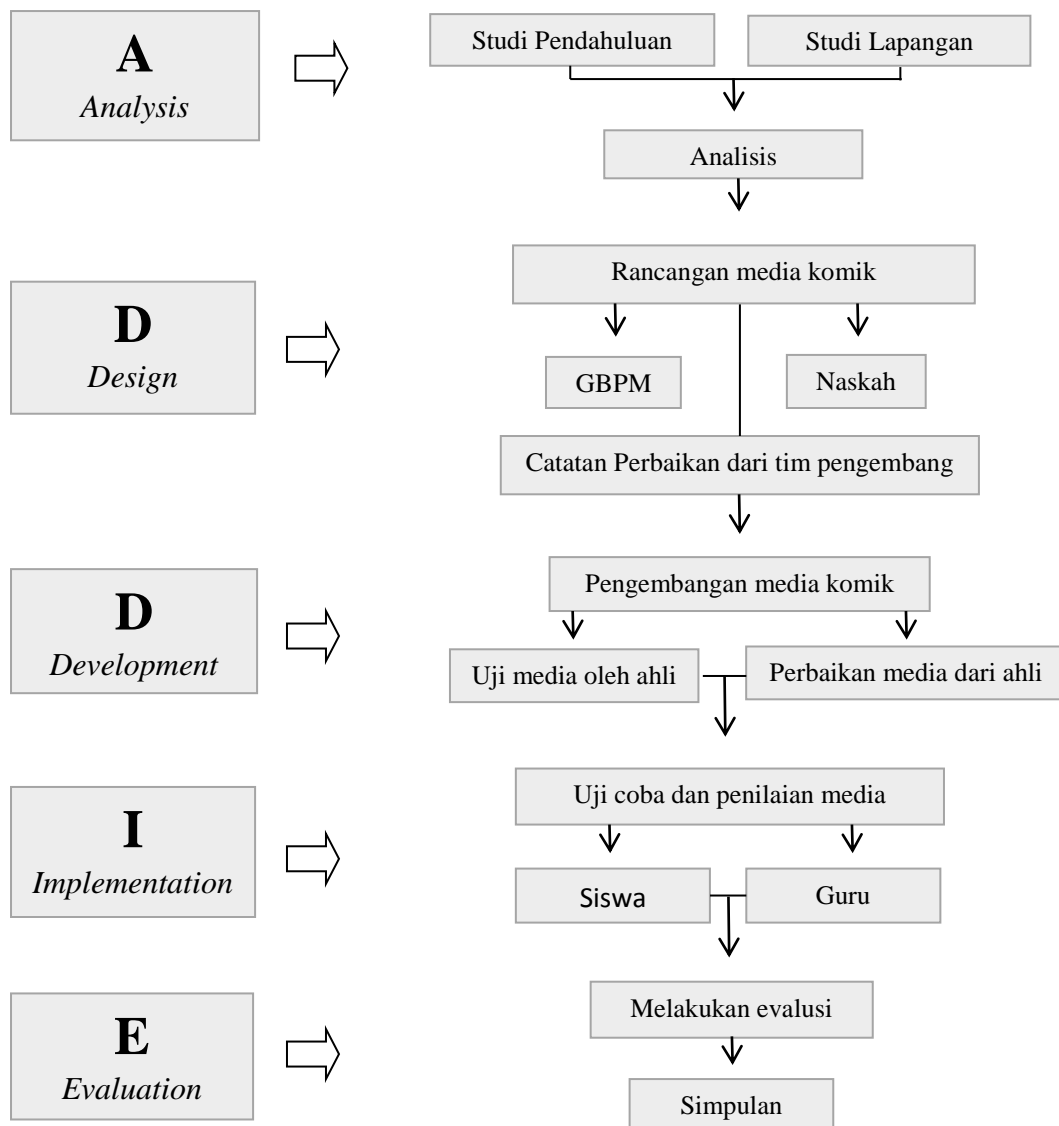 A
Analysis
Studi Pendahuluan
Studi Lapangan
Analisis
D
Design
Rancangan media komik
GBPM
Naskah
Catatan Perbaikan dari tim pengembang
D
Development
Pengembangan media komik
Uji media oleh ahli
Perbaikan media dari ahli
I
Implementation
Uji coba dan penilaian media
Siswa
Guru
E
Evaluation
Melakukan evalusi
Simpulan